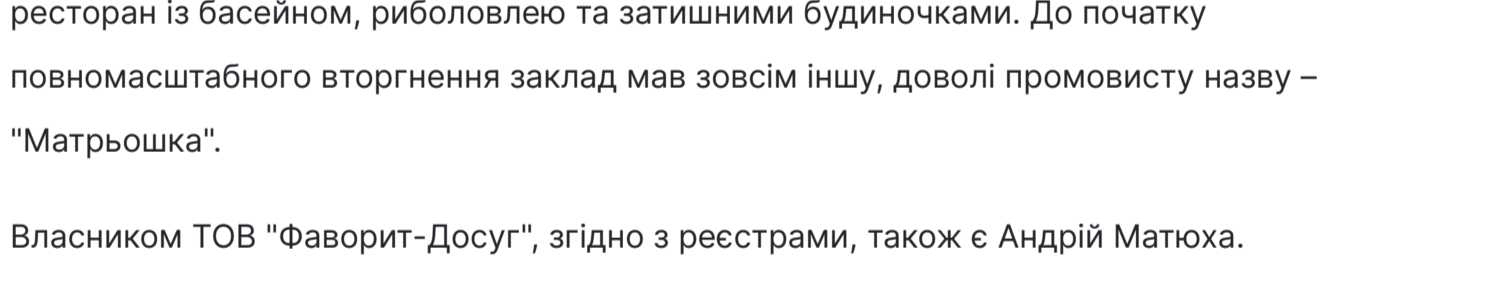 ресторан із басейном, риболовлею та затишними будиночками. До початку
повномасштабного вторгнення заклад мав зовсім іншу, доволі промовисту назву –
"Матрьошка".
Власником ТОВ "Фаворит-Досуг", згідно з реєстрами, також є Андрій Матюха.